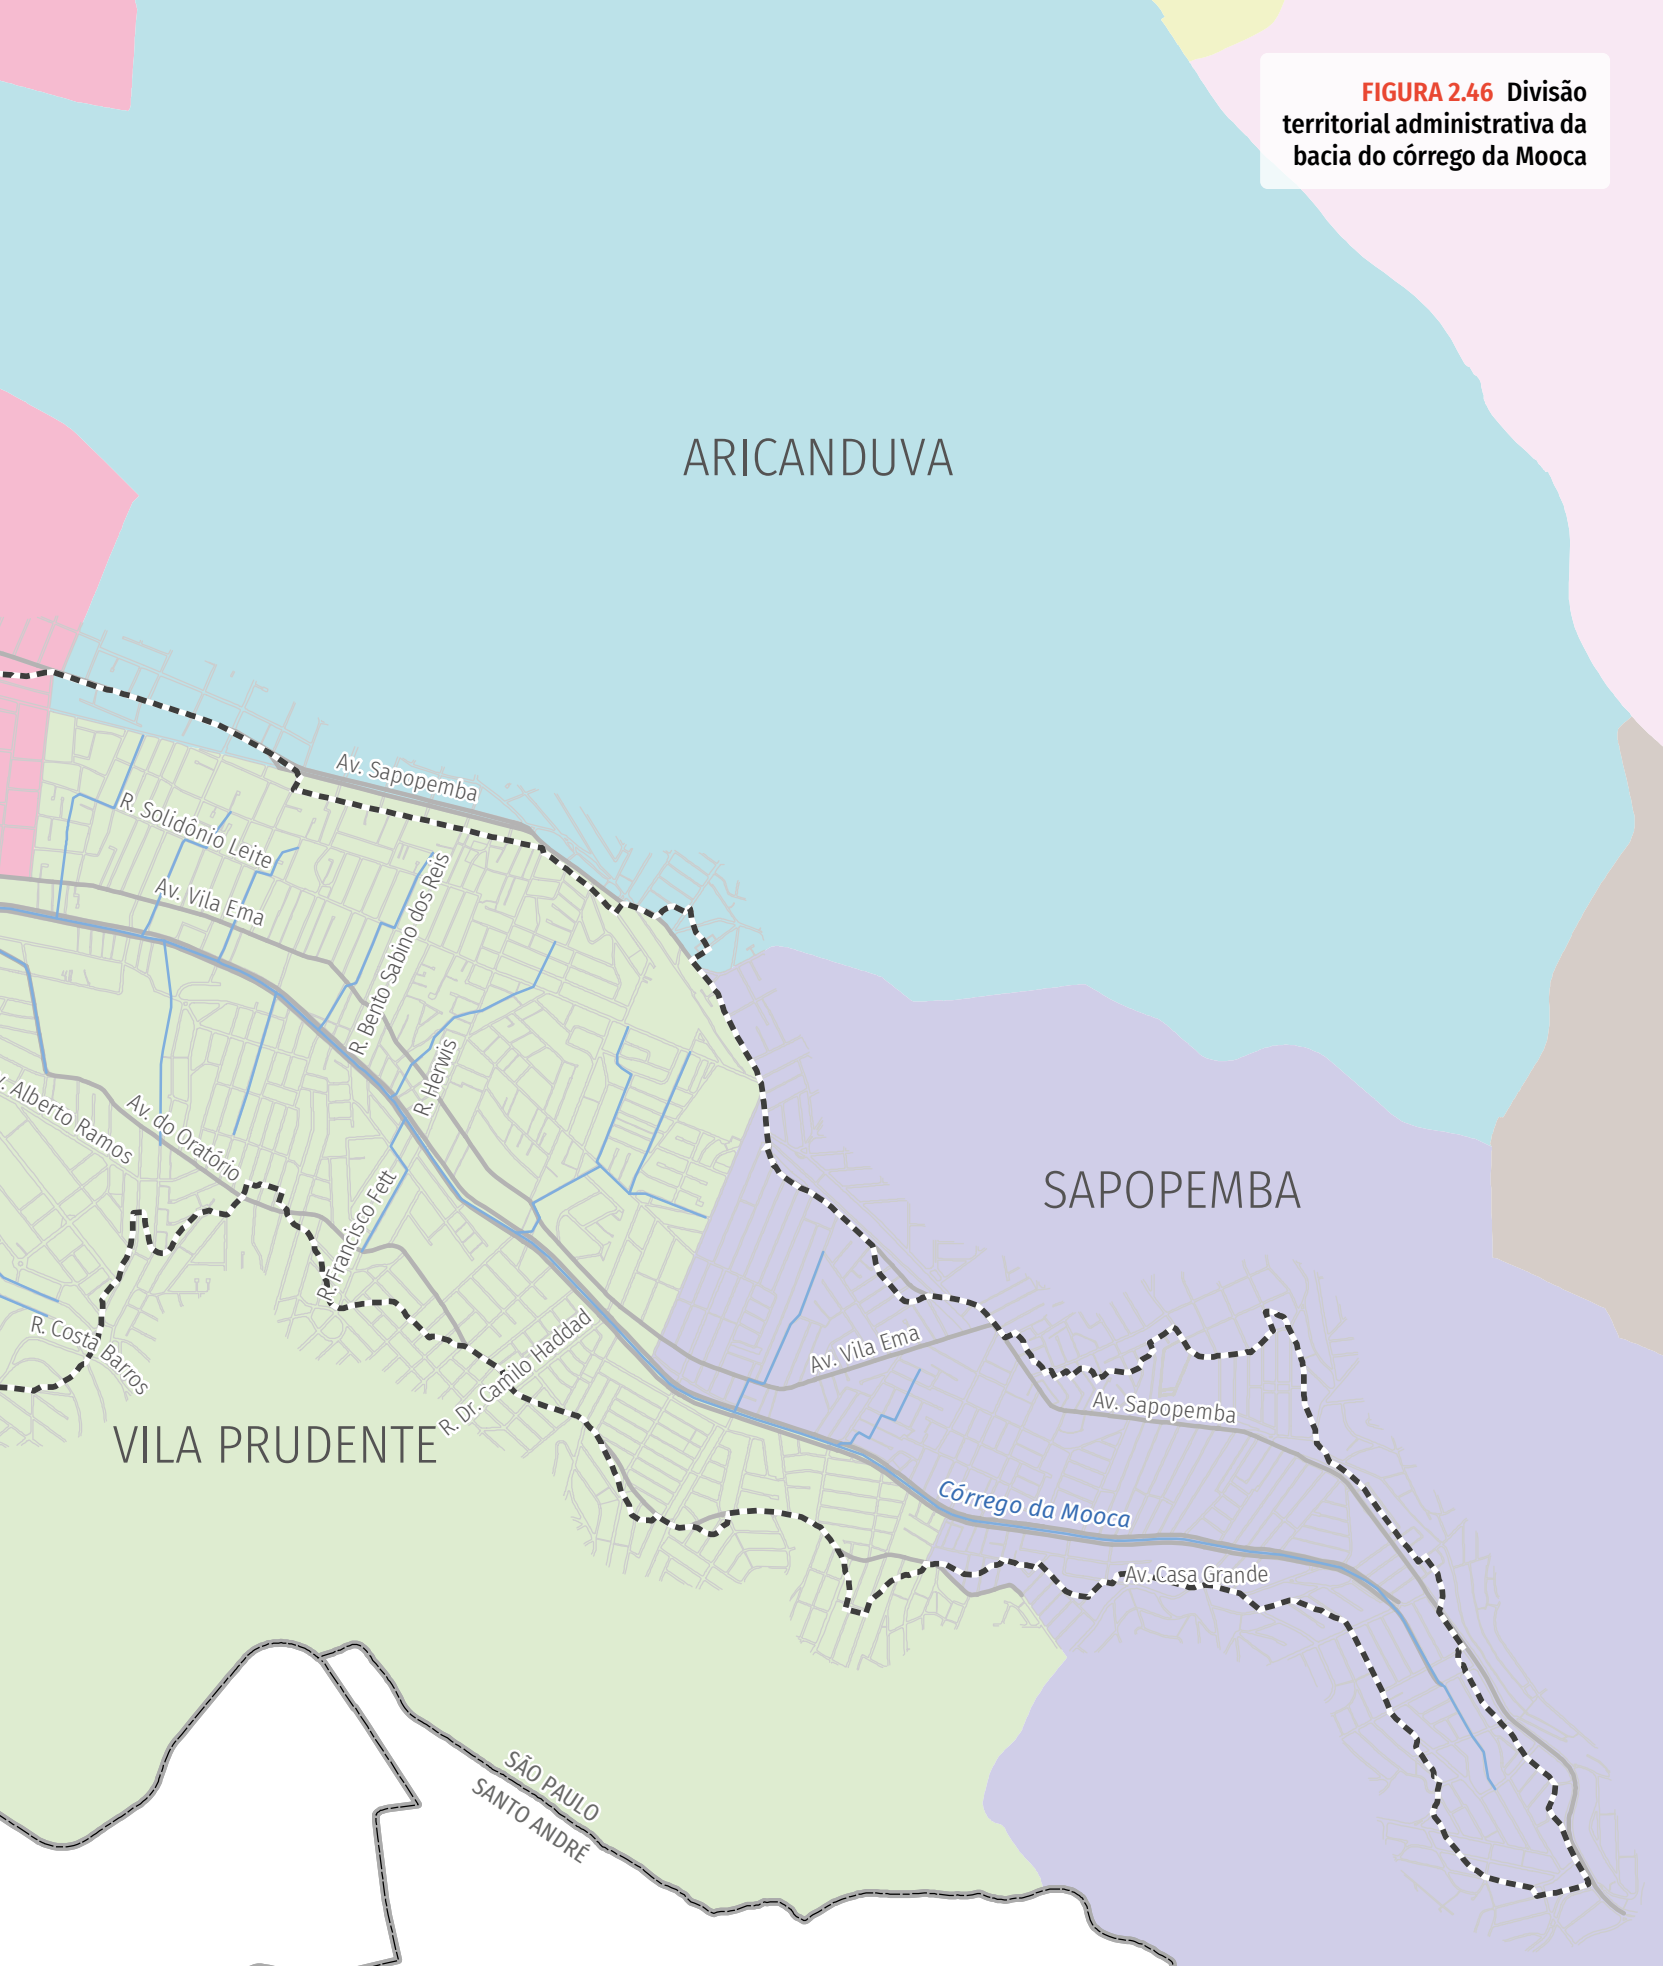 FIGURA 2.46 Divisão
territorial administrativa da
bacia do córrego da Mooca
ARICANDUVA
Av. Sapopemba
R. Solidônio Leite
Av. Vila Ema
R. Bento Sabino dos Reis
R. Herwis
Alberto Ramos
Av. do Oratório
R. Francisco Fett
SAPOPEMBA
R. Costa Barros
R. Dr. Camilo Haddad
Av. Vila Ema
Av. Sapopemba
VILA PRUDENTE
Córrego da Mooca
Av. Casa Grande
SÃO PAULO
SANTO ANDRÉ